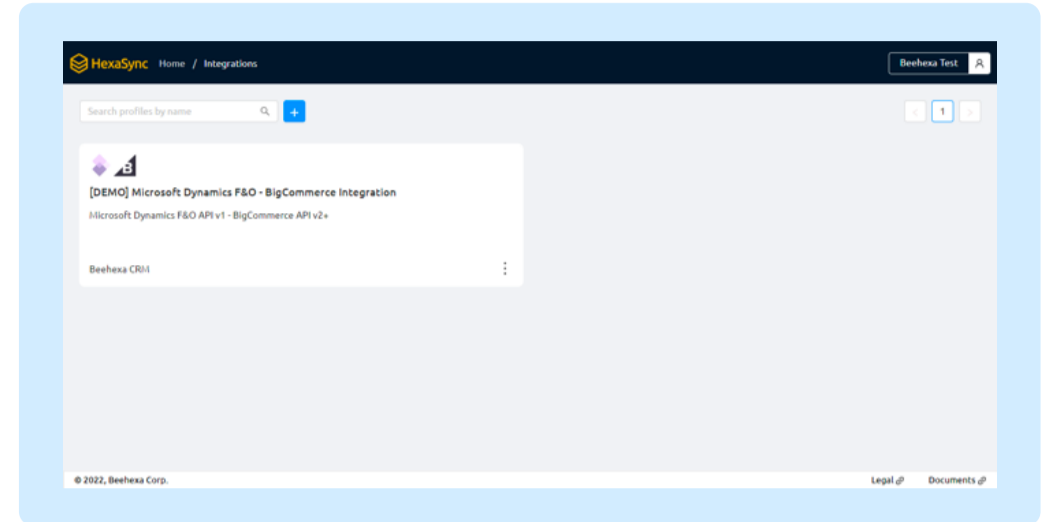 HexaSync Home / Integrations
Beehexa Test
Search profiles by name
+
< 1 >
B
[DEMO] Microsoft Dynamics F&O - BigCommerce Integration
Microsoft Dynamics F&O API v1 - BigCommerce API v2+
Beehexa CRM
© 2022, Beehexa Corp.
Legal
Documents